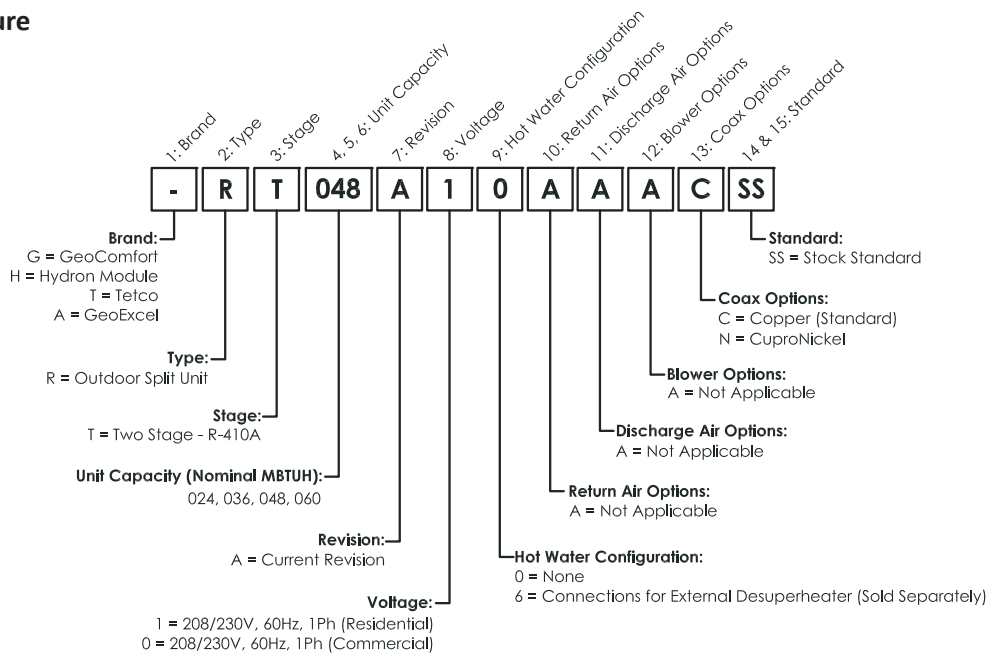 ure
1: Brand
2: Type
3: Stage
4, 5, 6: Unit Capacity
7: Revision
8: Voltage
9: Hot Water Configuration
10: Return Air Options
11: Discharge Air Options
12: Blower Options
13: Coax Options
14 & 15: Standard
- R T 048 A 1 0 A A A C SS
Brand:
G = GeoComfort
H = Hydron Module
T = Tetco
A = GeoExcel
Type:
R = Outdoor Split Unit
Stage:
T = Two Stage - R-410A
Unit Capacity (Nominal MBTUH):
024, 036, 048, 060
Revision:
A = Current Revision
Voltage:
1 = 208/230V, 60Hz, 1Ph (Residential)
0 = 208/230V, 60Hz, 1Ph (Commercial)
Standard:
SS = Stock Standard
Coax Options:
C = Copper (Standard)
N = CuproNickel
Blower Options:
A = Not Applicable
Discharge Air Options:
A = Not Applicable
Return Air Options:
A = Not Applicable
Hot Water Configuration:
0 = None
6 = Connections for External Desuperheater (Sold Separately)